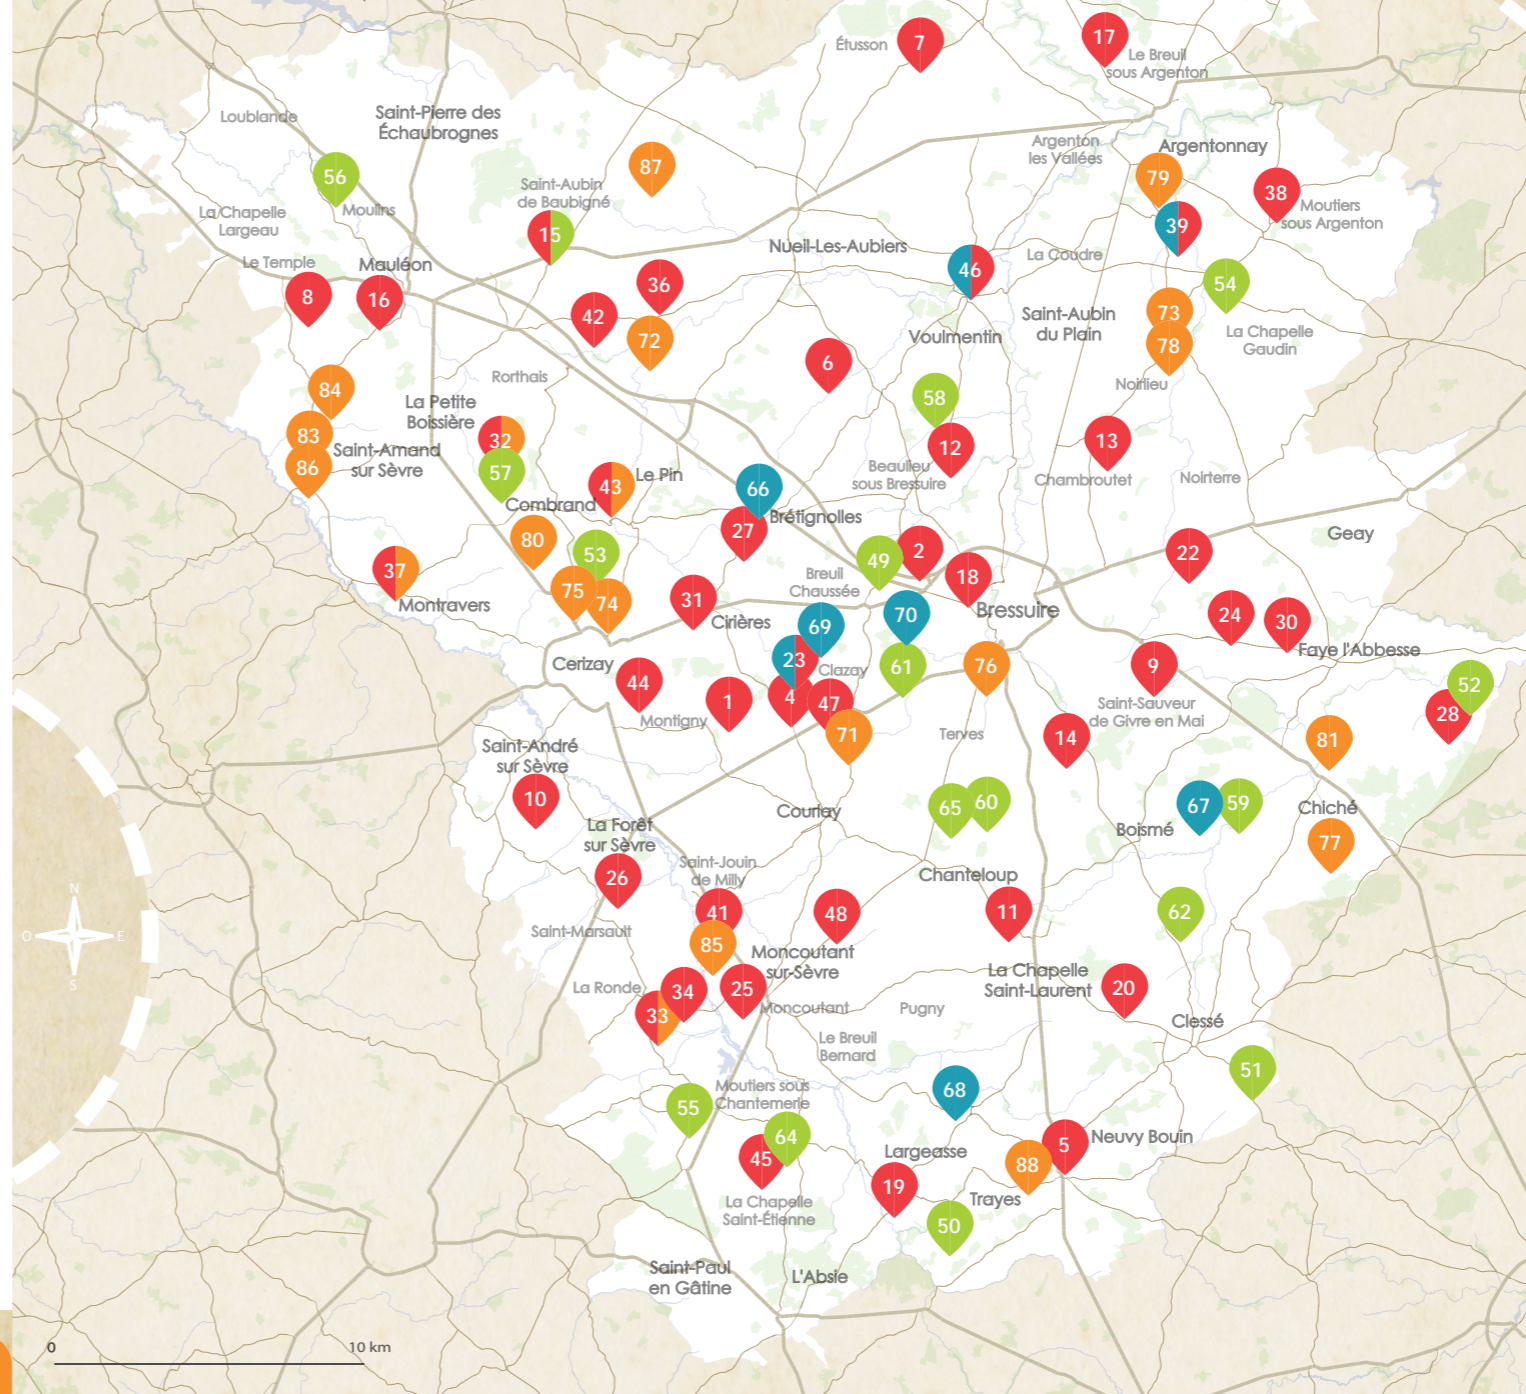 7
17
Étusson
Le Breuil
sous Argenton
Loublande
Saint-Pierre des
Échaubrognes
Argenton
les Vallées
Argentonnay
87
56
79
38
Saint-Aubin
de Baubigné
Moulins
La Chapelle
Largeau
Moutiers
sous Argenton
15
39
Nueil-Les-Aubiers
La Coudre
Le Temple
Mauléon
46
8
16
36
54
42
73
Saint-Aubin
du Plain
72
Voulmentin
La Chapelle
Gaudin
78
6
Rorthais
Noirlieu
84
La Petite
Boissière
58
83
32
12
13
Saint-Amand
sur Sèvre
86
57
Beaulieu
sous Bressuire
Chambroutet
Noirterre
43
Le Pin
66
Combrand
Brétignolles
27
Geay
80
53
49
2
22
37
Breuil
Chaussée
18
75
74
Montravers
31
Cirières
69
70
Bressuire
24
30
Faye l'Abbesse
Cerizay
23
Clazay
61
76
9
44
52
1
4
47
28
Montigny
Saint-Sauveur
de Givre en Mai
71
Terves
14
81
Saint-André
sur Sèvre
10
65
60
67
59
Courlay
Boismé
Chiché
La Forêt
sur Sèvre
77
Saint-Jouin
de Milly
26
Chanteloup
41
48
11
62
Saint-Marsault
85
Moncoutant
sur-Sèvre
La Chapelle
Saint-Laurent
20
La Ronde
34
25
33
Moncoutant
Pugny
Clessé
Le Breuil
Bernard
51
Moutiers sous
Chantemerle
55
68
64
45
Neuvy Bouin
5
Largeasse
88
19
Trayes
La Chapelle
Saint-Étienne
50
Saint-Paul
en Gâtine
L'Absie
N
O
E
S
0
10 km